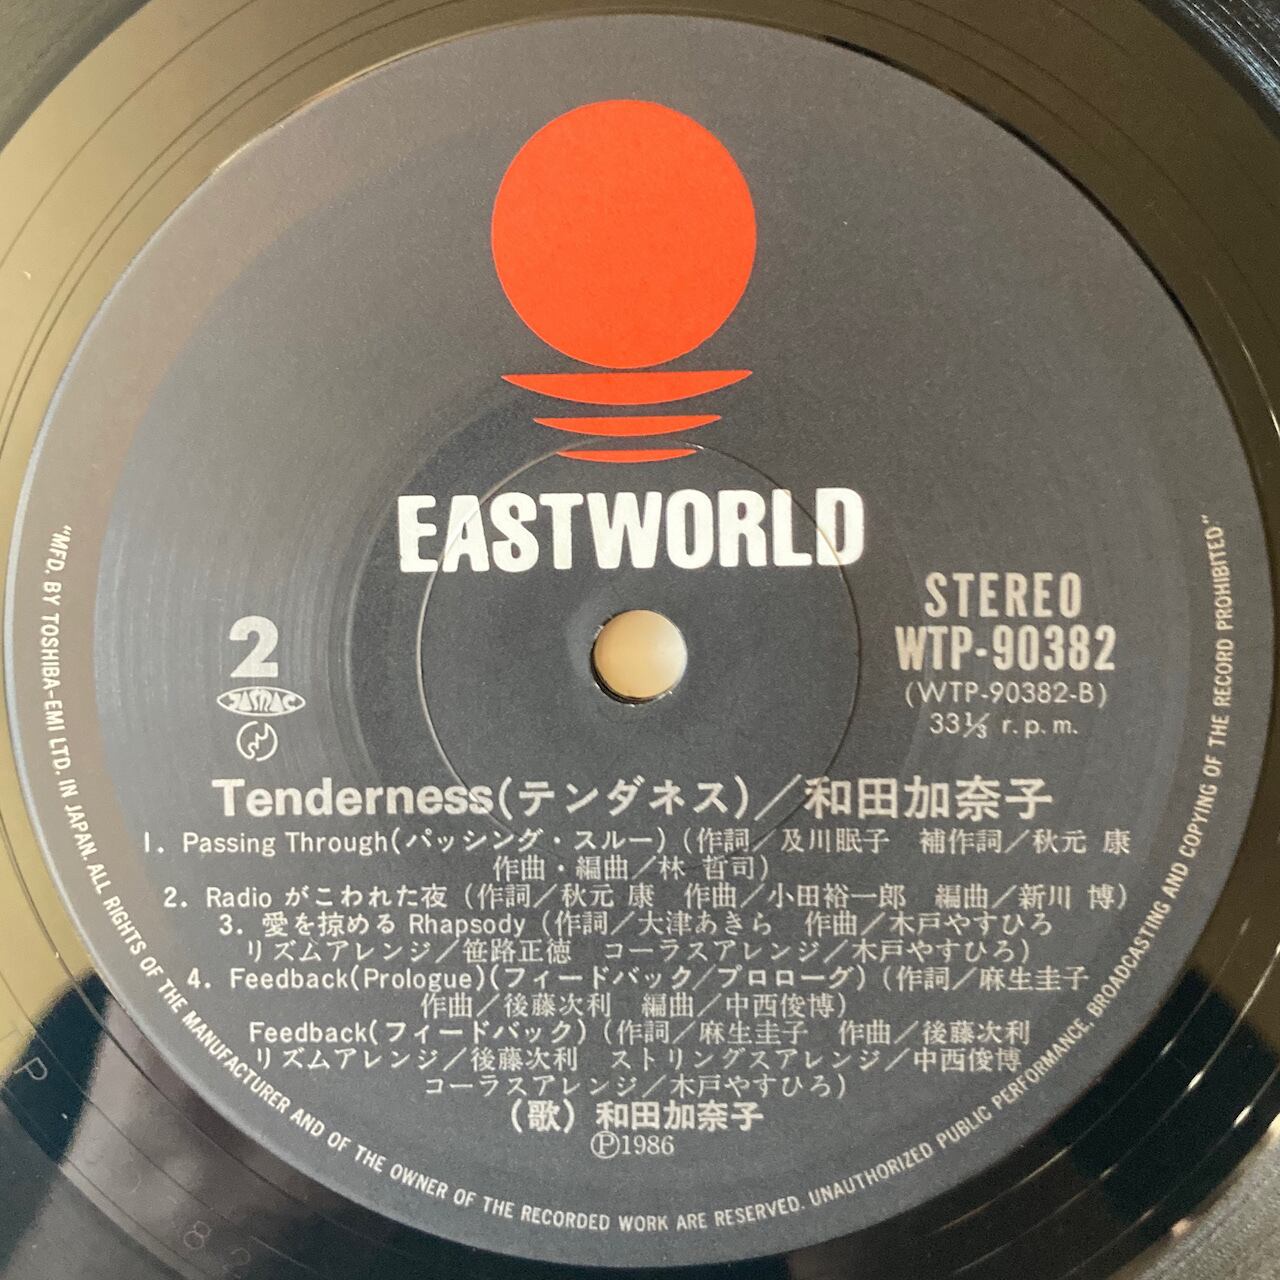 EASTWORLD
STEREO
WTP-90382
(WTP-90382-B)
33⅓ r.p.m.
2
JASRAC
Tenderness(テンダネス)／和田加奈子
1. Passing Through(パッシング・スルー)（作詞／及川眠子　補作詞／秋元 康
作曲・編曲／林 哲司）
2. Radio がこわれた夜（作詞／秋元 康　作曲／小田裕一郎　編曲／新川 博）
3. 愛を掠める Rhapsody（作詞／大津あきら　作曲／木戸やすひろ
リズムアレンジ／笹路正徳　コーラスアレンジ／木戸やすひろ）
4. Feedback(Prologue)(フィードバック／プロローグ)（作詞／麻生圭子
作曲／後藤次利　編曲／中西俊博）
Feedback(フィードバック)（作詞／麻生圭子　作曲／後藤次利
リズムアレンジ／後藤次利　ストリングスアレンジ／中西俊博
コーラスアレンジ／木戸やすひろ）
（歌）和田加奈子
Ⓟ1986
"MFD. BY TOSHIBA-EMI LTD. IN JAPAN. ALL RIGHTS OF THE MANUFACTURER AND OF THE OWNER OF THE RECORDED WORK ARE RESERVED. UNAUTHORIZED PUBLIC PERFORMANCE, BROADCASTING AND COPYING OF THE RECORD PROHIBITED"